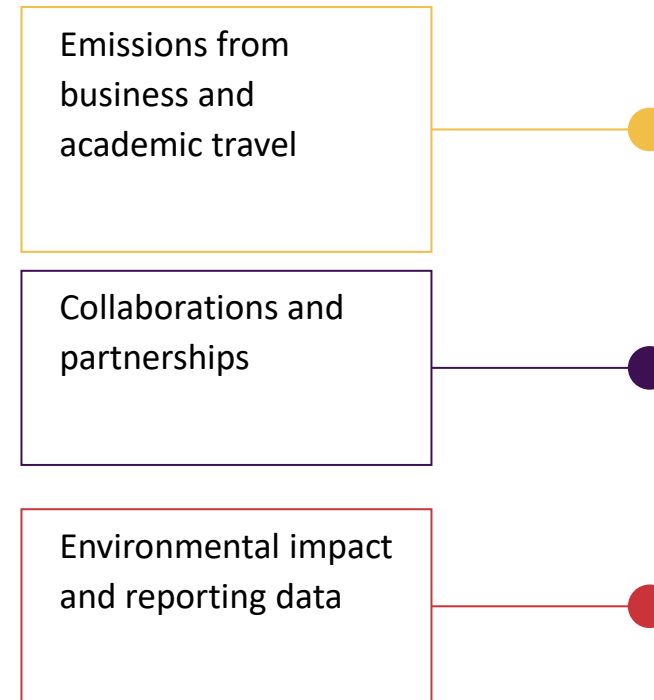 Emissions from
business and
academic travel
Collaborations and
partnerships
Environmental impact
and reporting data